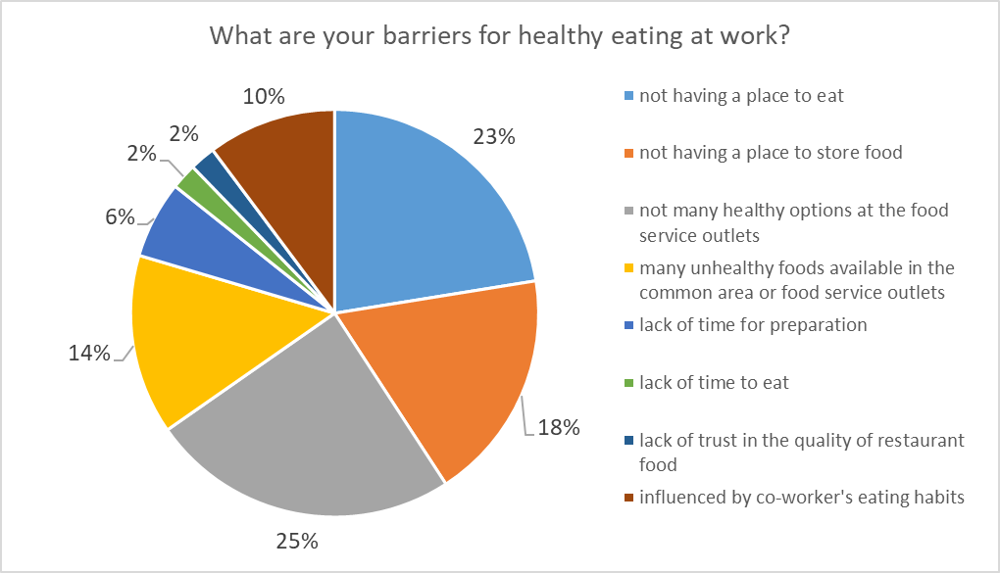 What are your barriers for healthy eating at work?
10%
23%
2%
2%
6%
14%
18%
25%
not having a place to eat
not having a place to store food
not many healthy options at the food
service outlets
many unhealthy foods available in the
common area or food service outlets
lack of time for preparation
lack of time to eat
lack of trust in the quality of restaurant
food
influenced by co-worker's eating habits